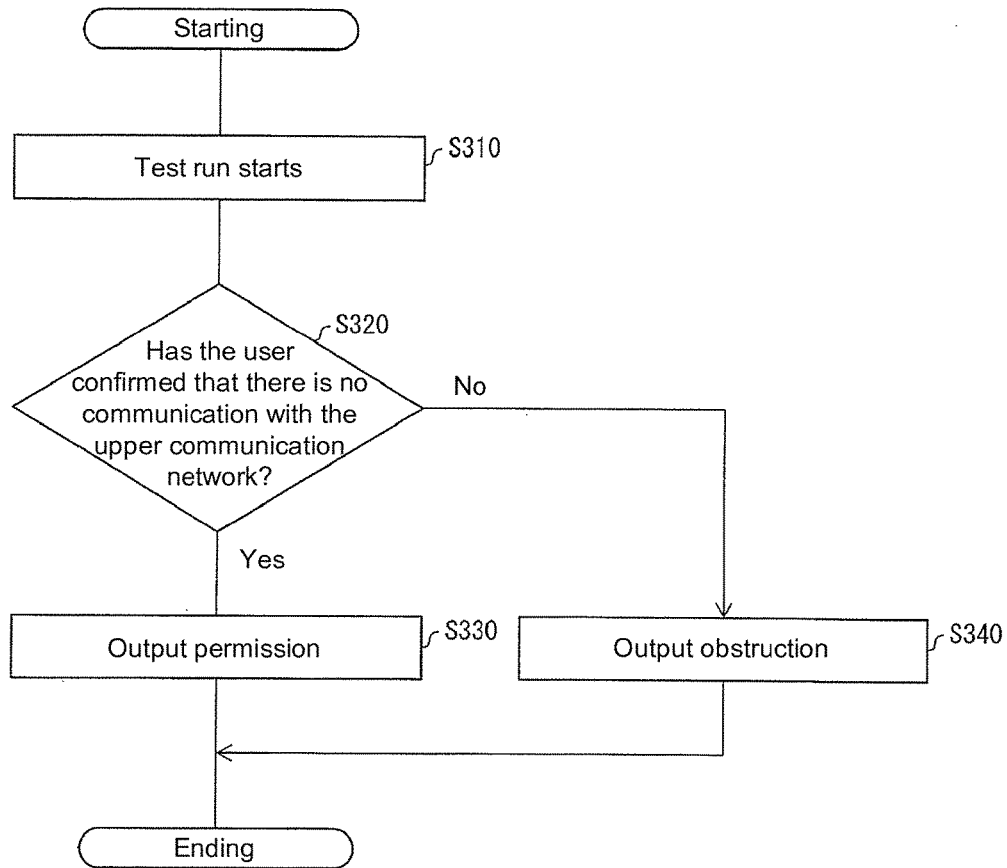 Starting
Test run starts
S310
S320
Has the user
confirmed that there is no
communication with the
upper communication
network?
No
Yes
Output permission
S330
Output obstruction
S340
Ending